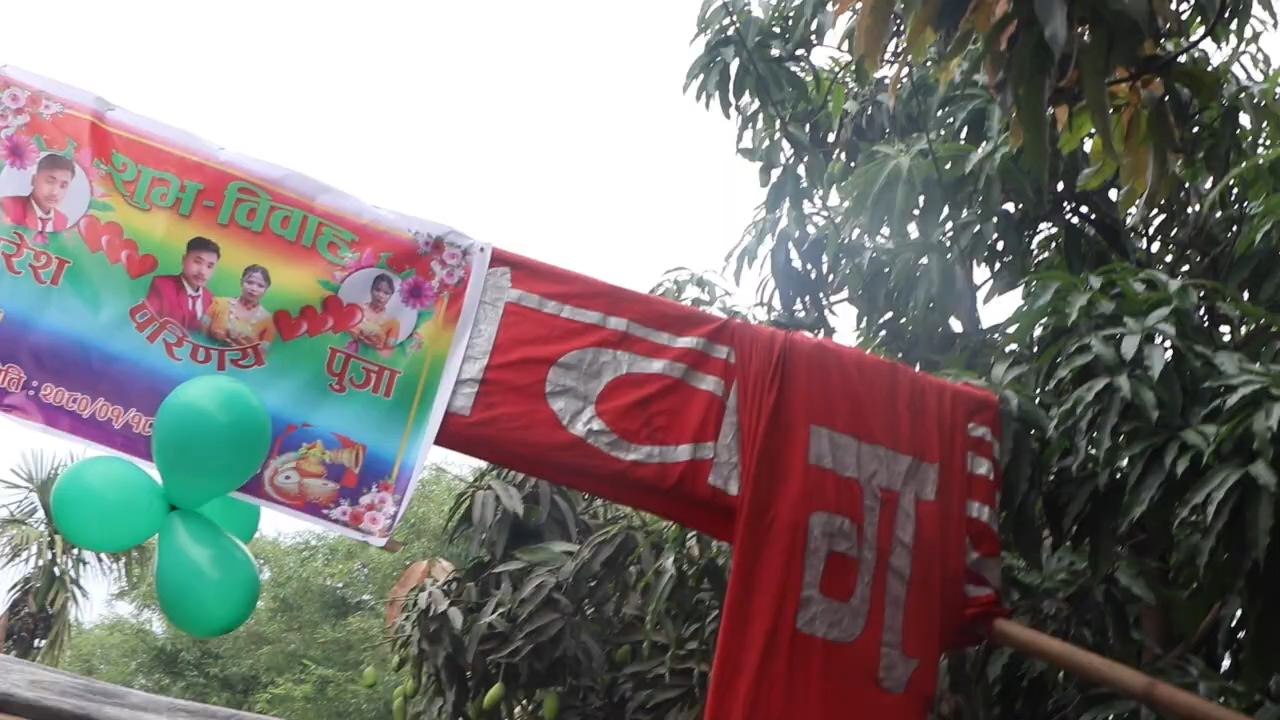 शुभ-विवाह
रेश
परिणय
पुजा
ति : २०८०/०१/१८